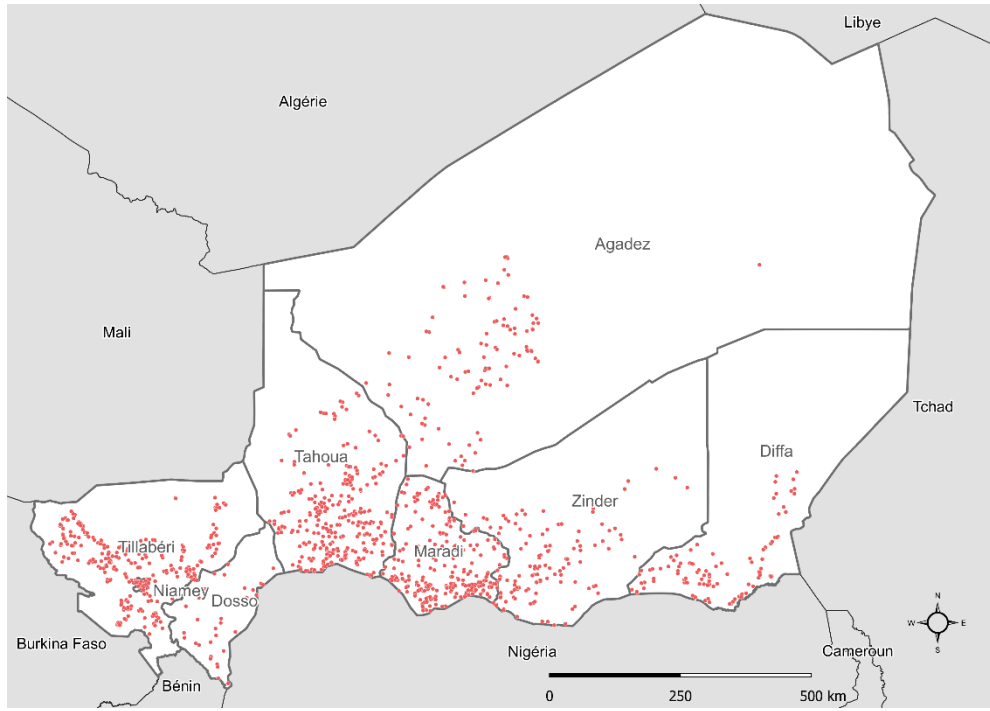 Libye
Algérie
Agadez
Mali
Tchad
Diffa
Tahoua
Zinder
Tillabéri
Maradi
Niamey
Dosso
N
W E
S
Burkina Faso
Nigéria
Cameroun
Bénin
0 250 500 km